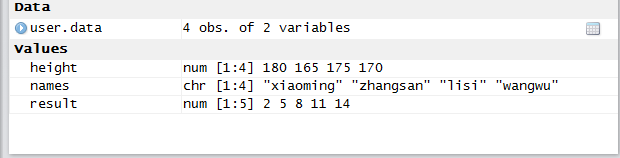 Data
user.data 4 obs. of 2 variables
Values
height num [1:4] 180 165 175 170
names chr [1:4] "xiaoming" "zhangsan" "lisi" "wangwu"
result num [1:5] 2 5 8 11 14